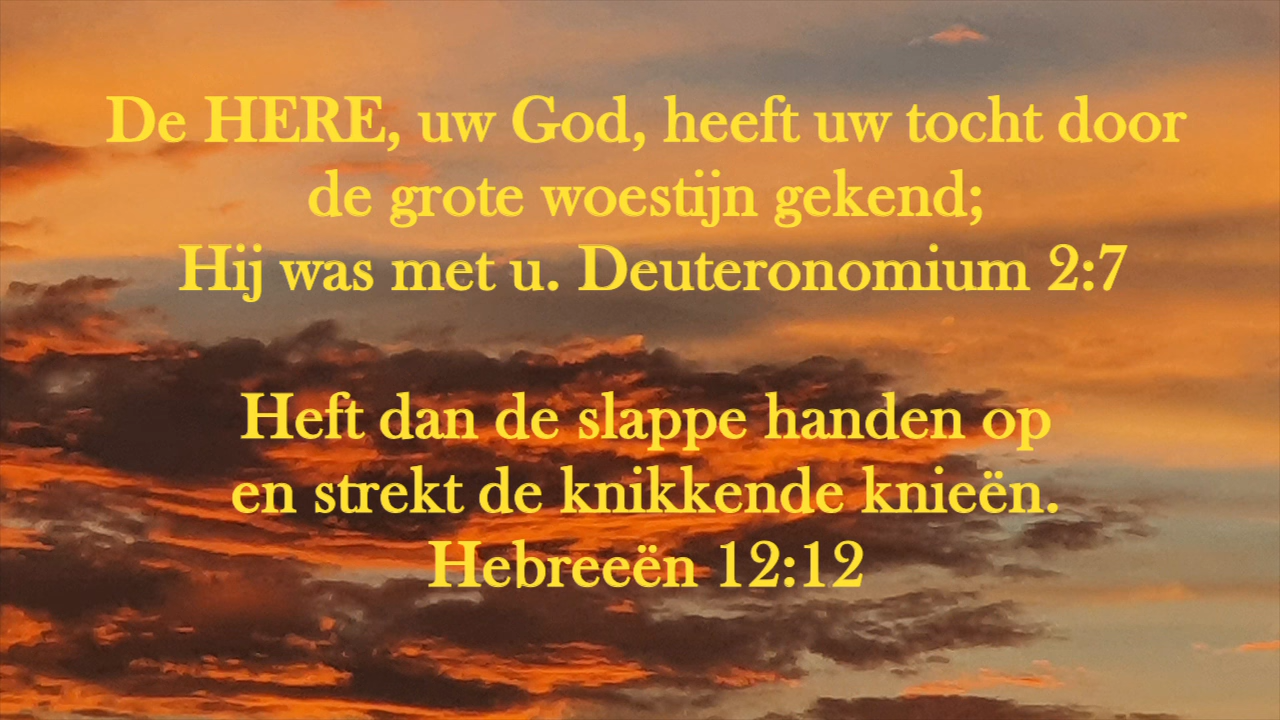 De HERE, uw God, heeft uw tocht door
de grote woestijn gekend;
Hij was met u. Deuteronomium 2:7
Heft dan de slappe handen op
en strekt de knikkende knieën.
Hebreeën 12:12